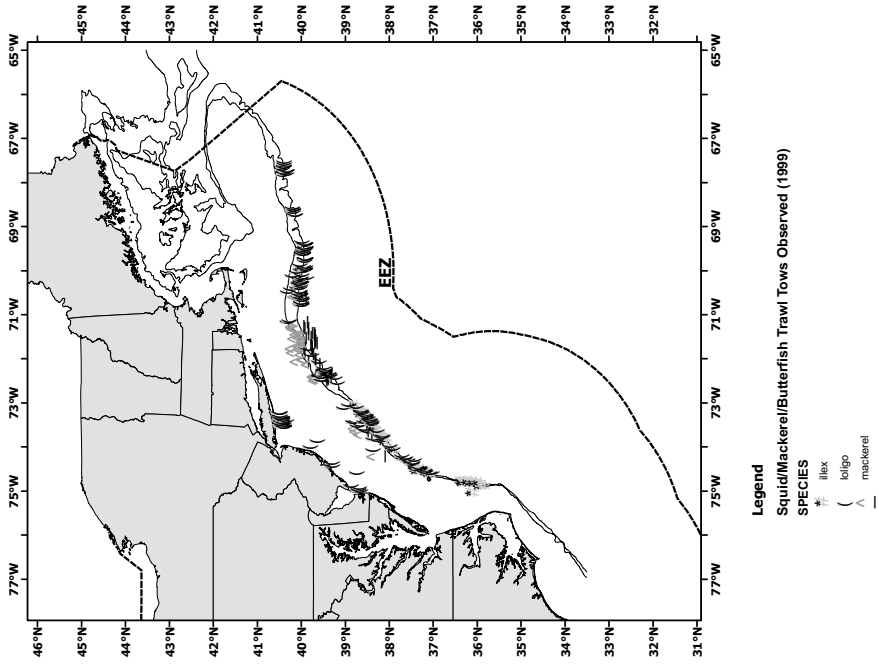 77°W 75°W 73°W 71°W 69°W 67°W 65°W
46°N
45°N 45°N
44°N 44°N
43°N 43°N
42°N 42°N
41°N 41°N
40°N 40°N
39°N 39°N
38°N 38°N
EEZ
37°N 37°N
36°N 36°N
35°N 35°N
34°N 34°N
33°N 33°N
32°N 32°N
31°N
77°W 75°W 73°W 71°W 69°W 67°W 65°W
Legend
Squid/Mackerel/Butterfish Trawl Tows Observed (1999)
SPECIES
illex
loligo
mackerel